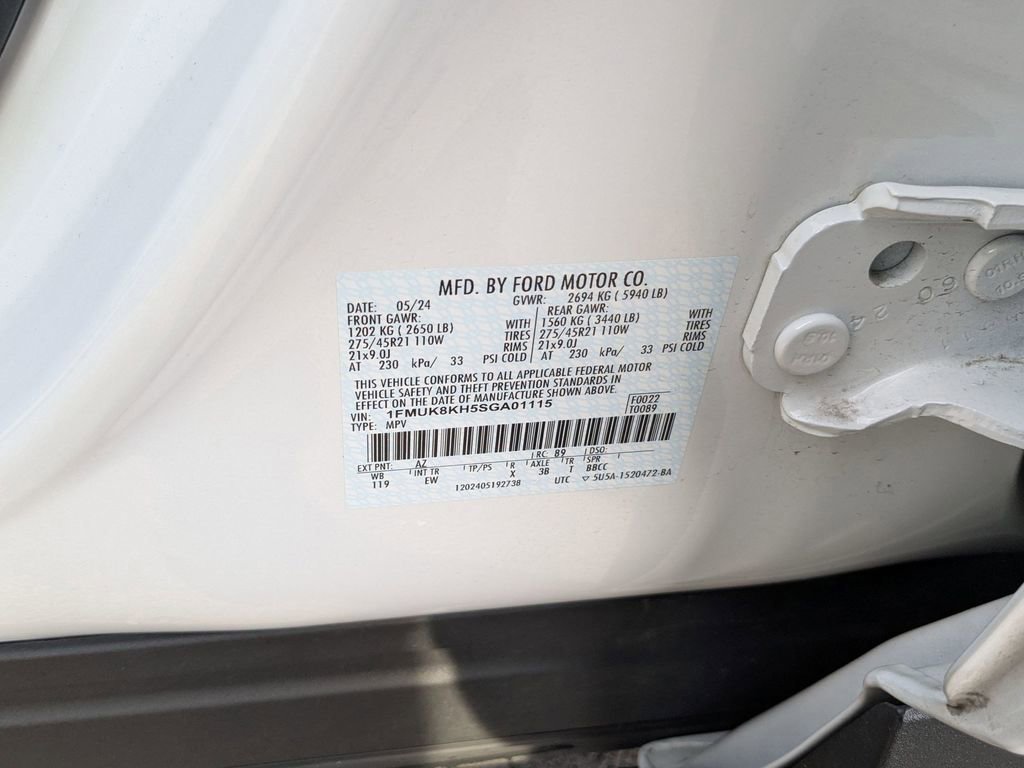 MFD. BY FORD MOTOR CO.
DATE: 05/24 GVWR: 2694 KG ( 5940 LB)
FRONT GAWR: REAR GAWR:
1202 KG ( 2650 LB) WITH 1560 KG ( 3440 LB) WITH
275/45R21 110W TIRES 275/45R21 110W TIRES
21x9.0J RIMS 21x9.0J RIMS
AT 230 kPa/ 33 PSI COLD AT 230 kPa/ 33 PSI COLD
THIS VEHICLE CONFORMS TO ALL APPLICABLE FEDERAL MOTOR
VEHICLE SAFETY AND THEFT PREVENTION STANDARDS IN
EFFECT ON THE DATE OF MANUFACTURE SHOWN ABOVE.
VIN: 1FMUK8KH5SGA01115 F0022
TYPE: MPV T0089
EXT PNT: AZ RC: 89 DSO:
WB INT TR TP/PS R AXLE TR SPR
119 EW X 3B T BBCC
1202405192738 UTC ▽ 5U5A-1520472-BA
2 4 6 0